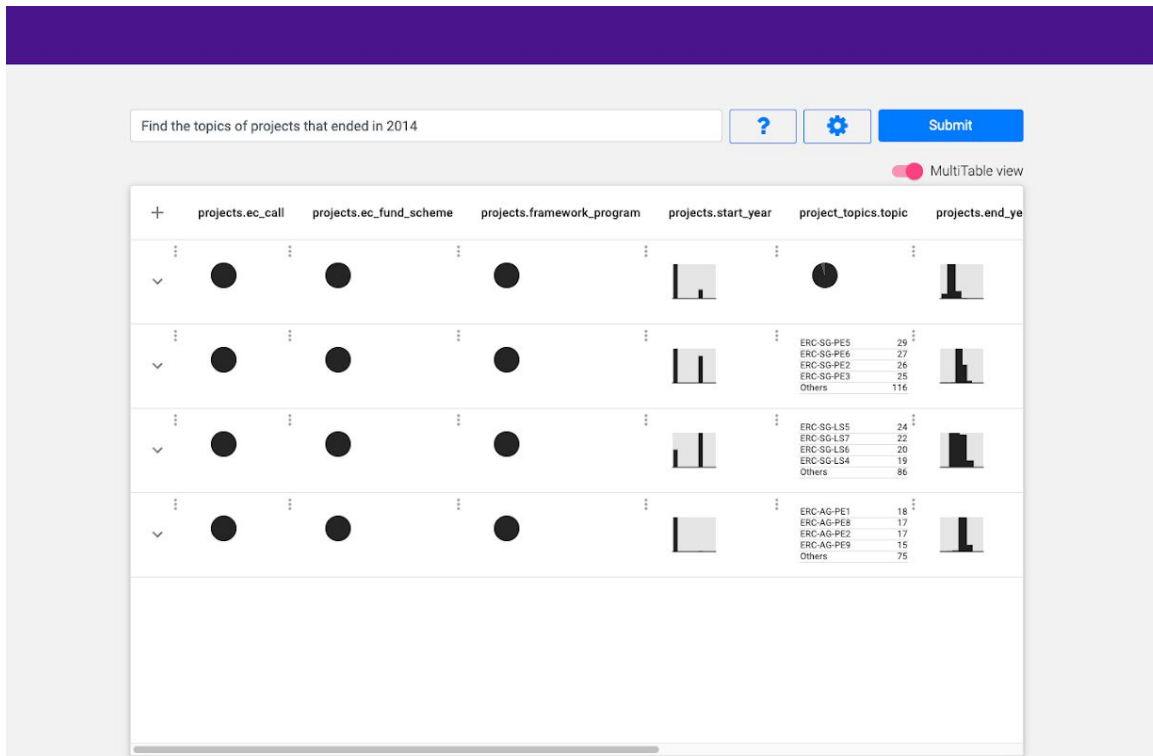 Find the topics of projects that ended in 2014
?
Submit
MultiTable view
+ projects.ec_call projects.ec_fund_scheme projects.framework_program projects.start_year project_topics.topic projects.end_ye
ERC-SG-PE5 29
ERC-SG-PE6 27
ERC-SG-PE2 26
ERC-SG-PE3 25
Others 116
ERC-SG-LS5 24
ERC-SG-LS7 22
ERC-SG-LS6 20
ERC-SG-LS4 19
Others 86
ERC-AG-PE1 18
ERC-AG-PE8 17
ERC-AG-PE2 17
ERC-AG-PE9 15
Others 75